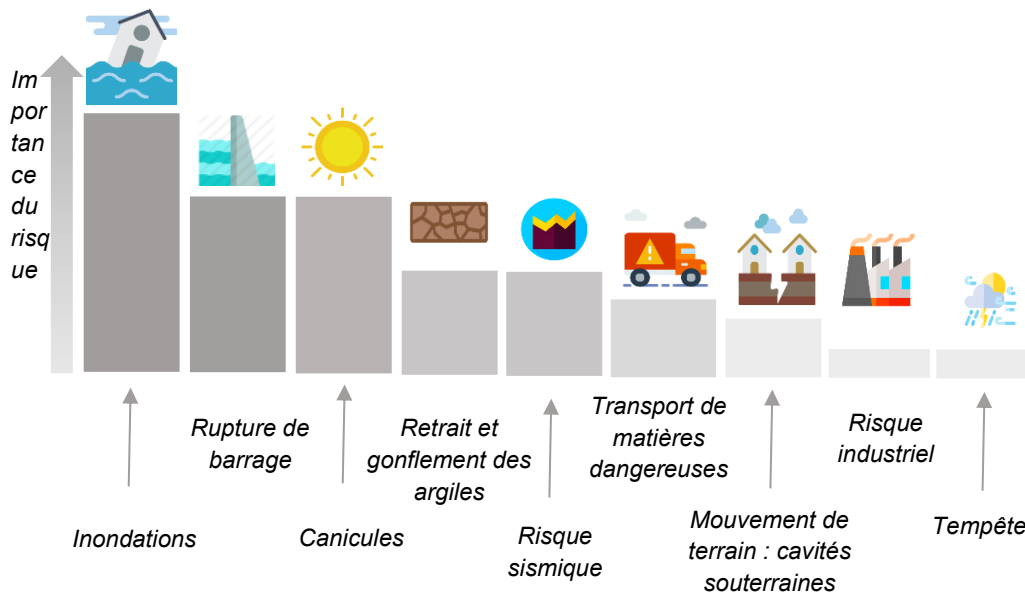 Im
por
tan
ce
du
risq
ue
Rupture de
barrage
Retrait et
gonflement des
argiles
Transport de
matières
dangereuses
Risque
industriel
Inondations
Canicules
Risque
sismique
Mouvement de
terrain : cavités
souterraines
Tempête